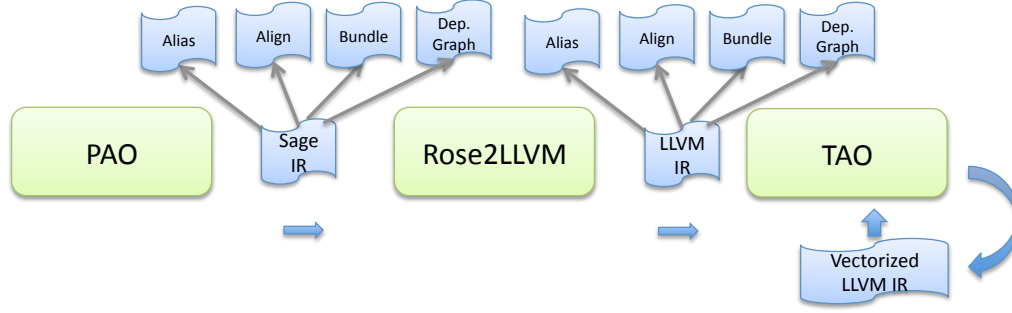 Alias
Align
Bundle
Dep.
Graph
Alias
Align
Bundle
Dep.
Graph
PAO
Sage
IR
Rose2LLVM
LLVM
IR
TAO
Vectorized
LLVM IR